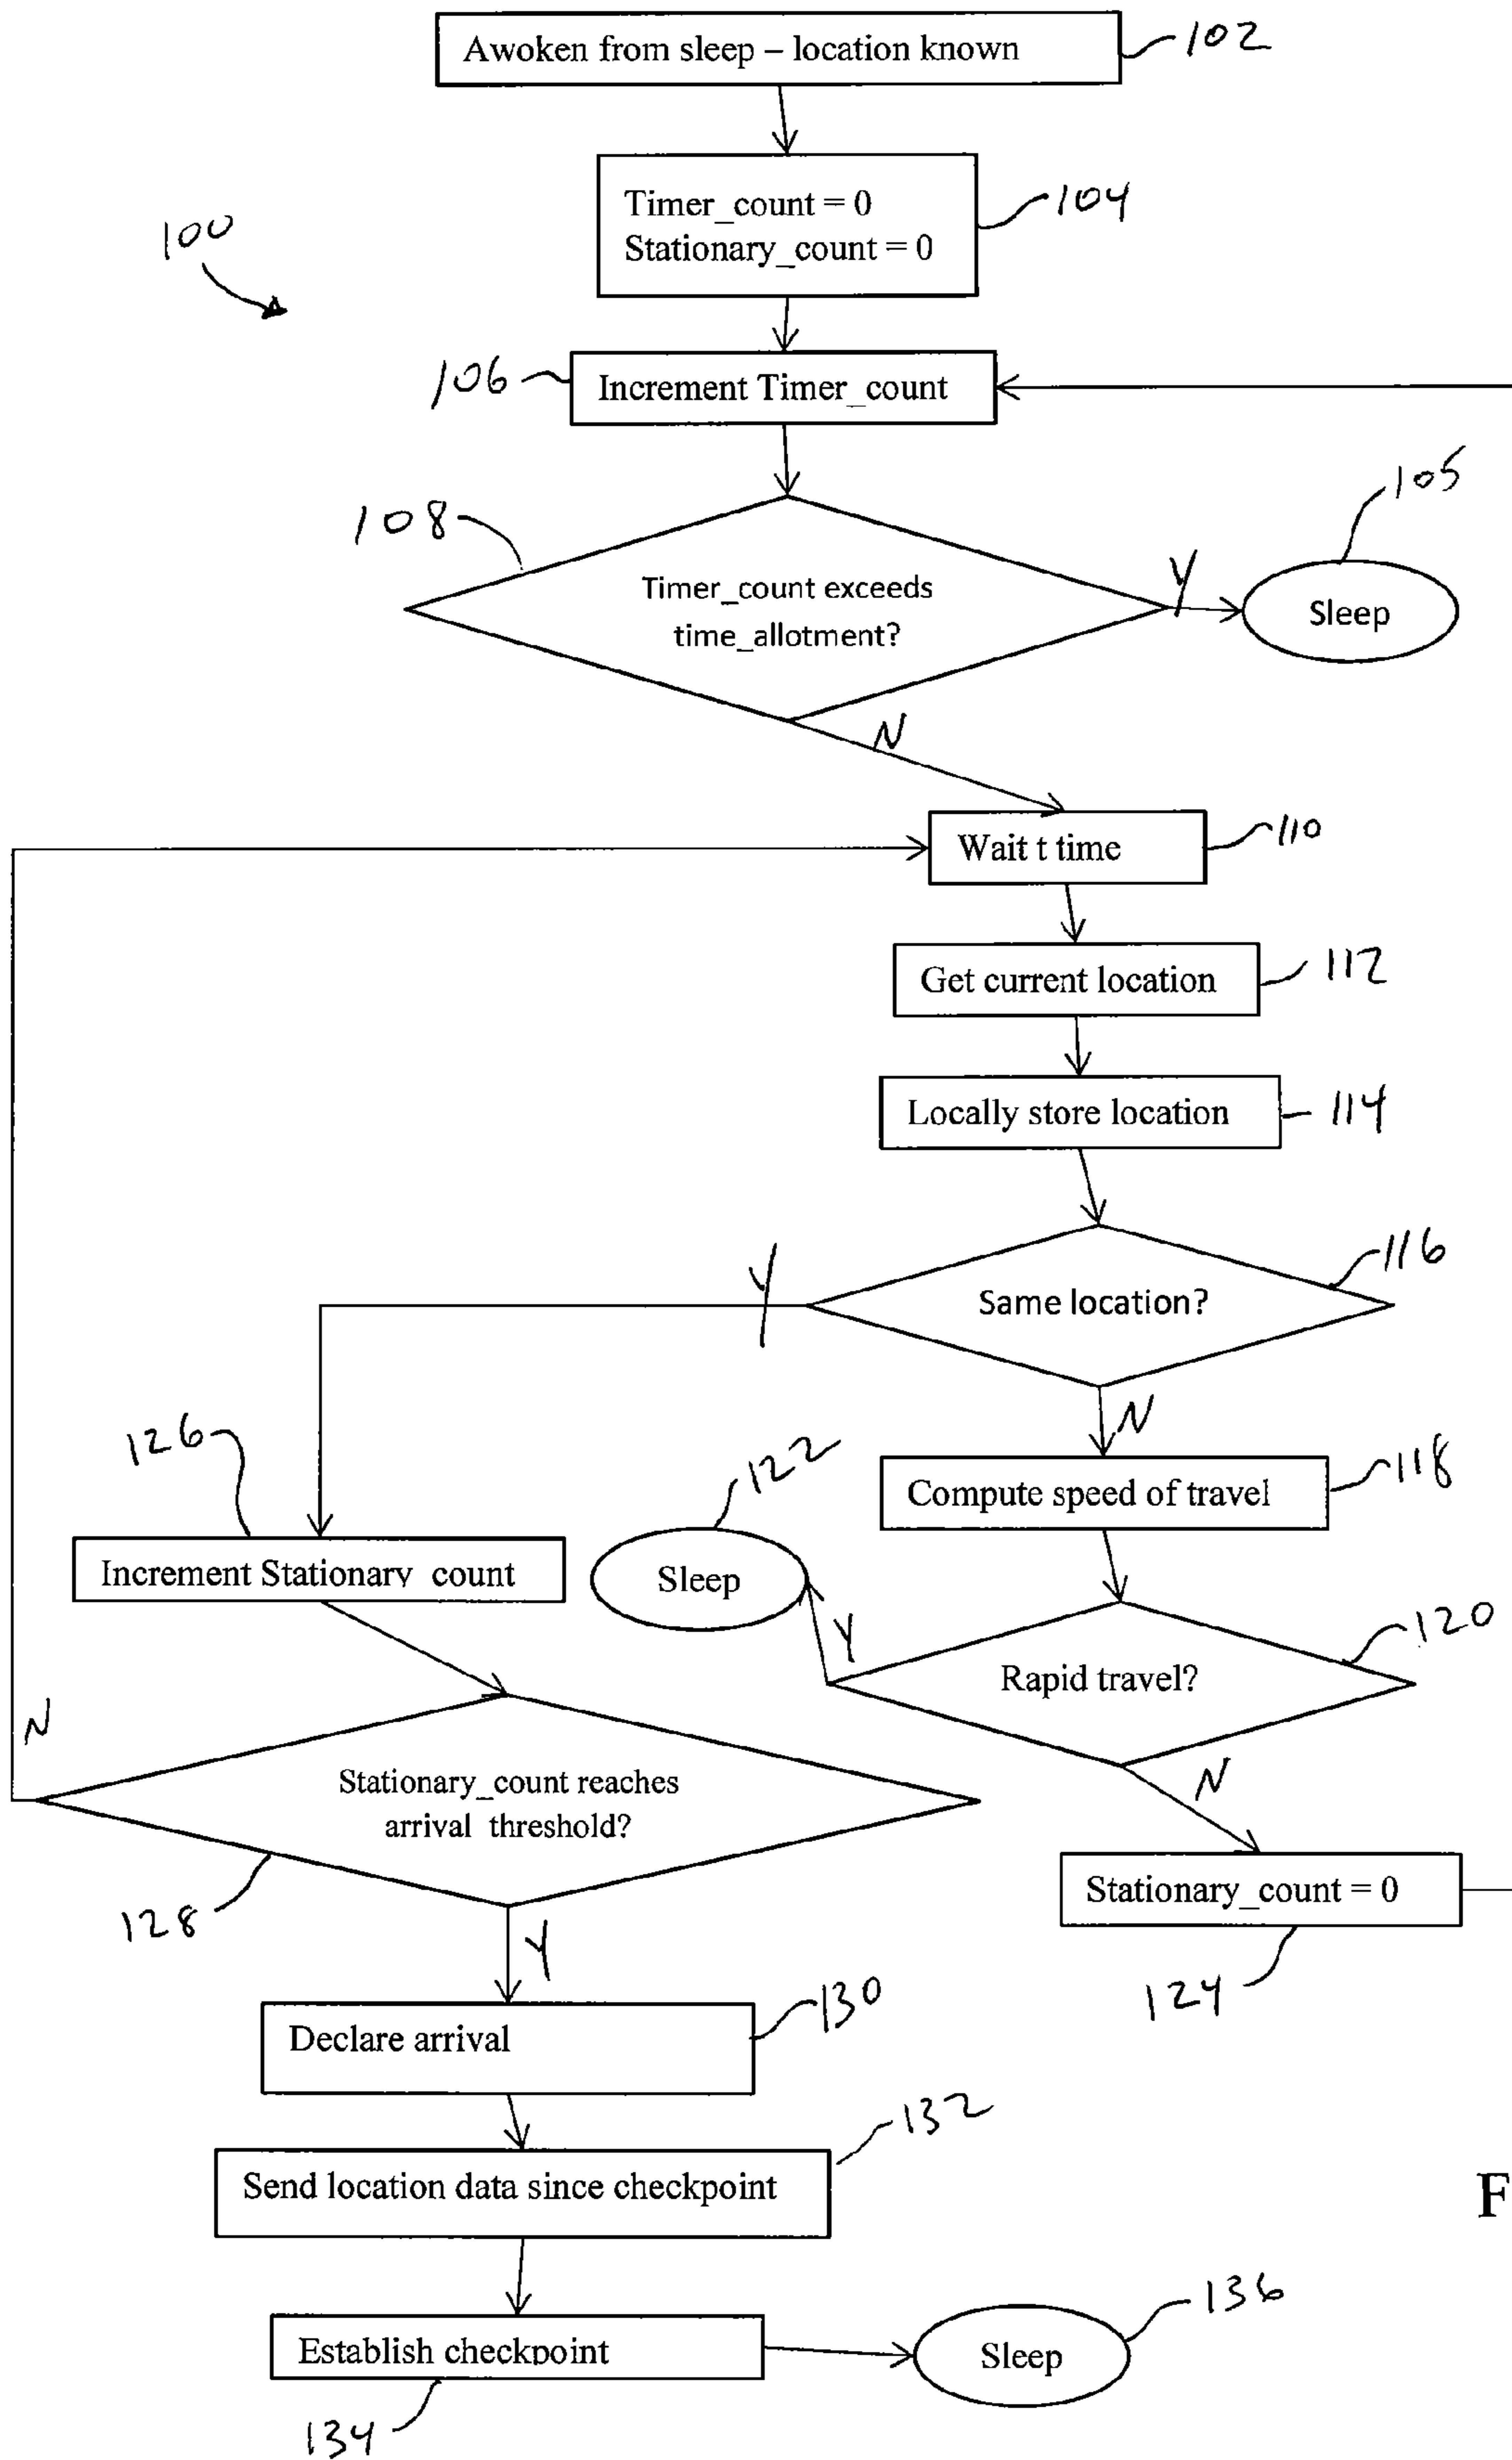 Awoken from sleep – location known
102
Timer_count = 0
Stationary_count = 0
104
100
106
Increment Timer_count
108
Timer_count exceeds
time_allotment?
Y
105
Sleep
N
Wait t time
110
Get current location
112
Locally store location
114
Same location?
116
Y
N
126
Increment Stationary count
122
Sleep
Compute speed of travel
118
Y
Rapid travel?
120
N
N
Stationary_count reaches
arrival threshold?
128
Y
Stationary_count = 0
124
Declare arrival
130
Send location data since checkpoint
132
F
Establish checkpoint
134
Sleep
136